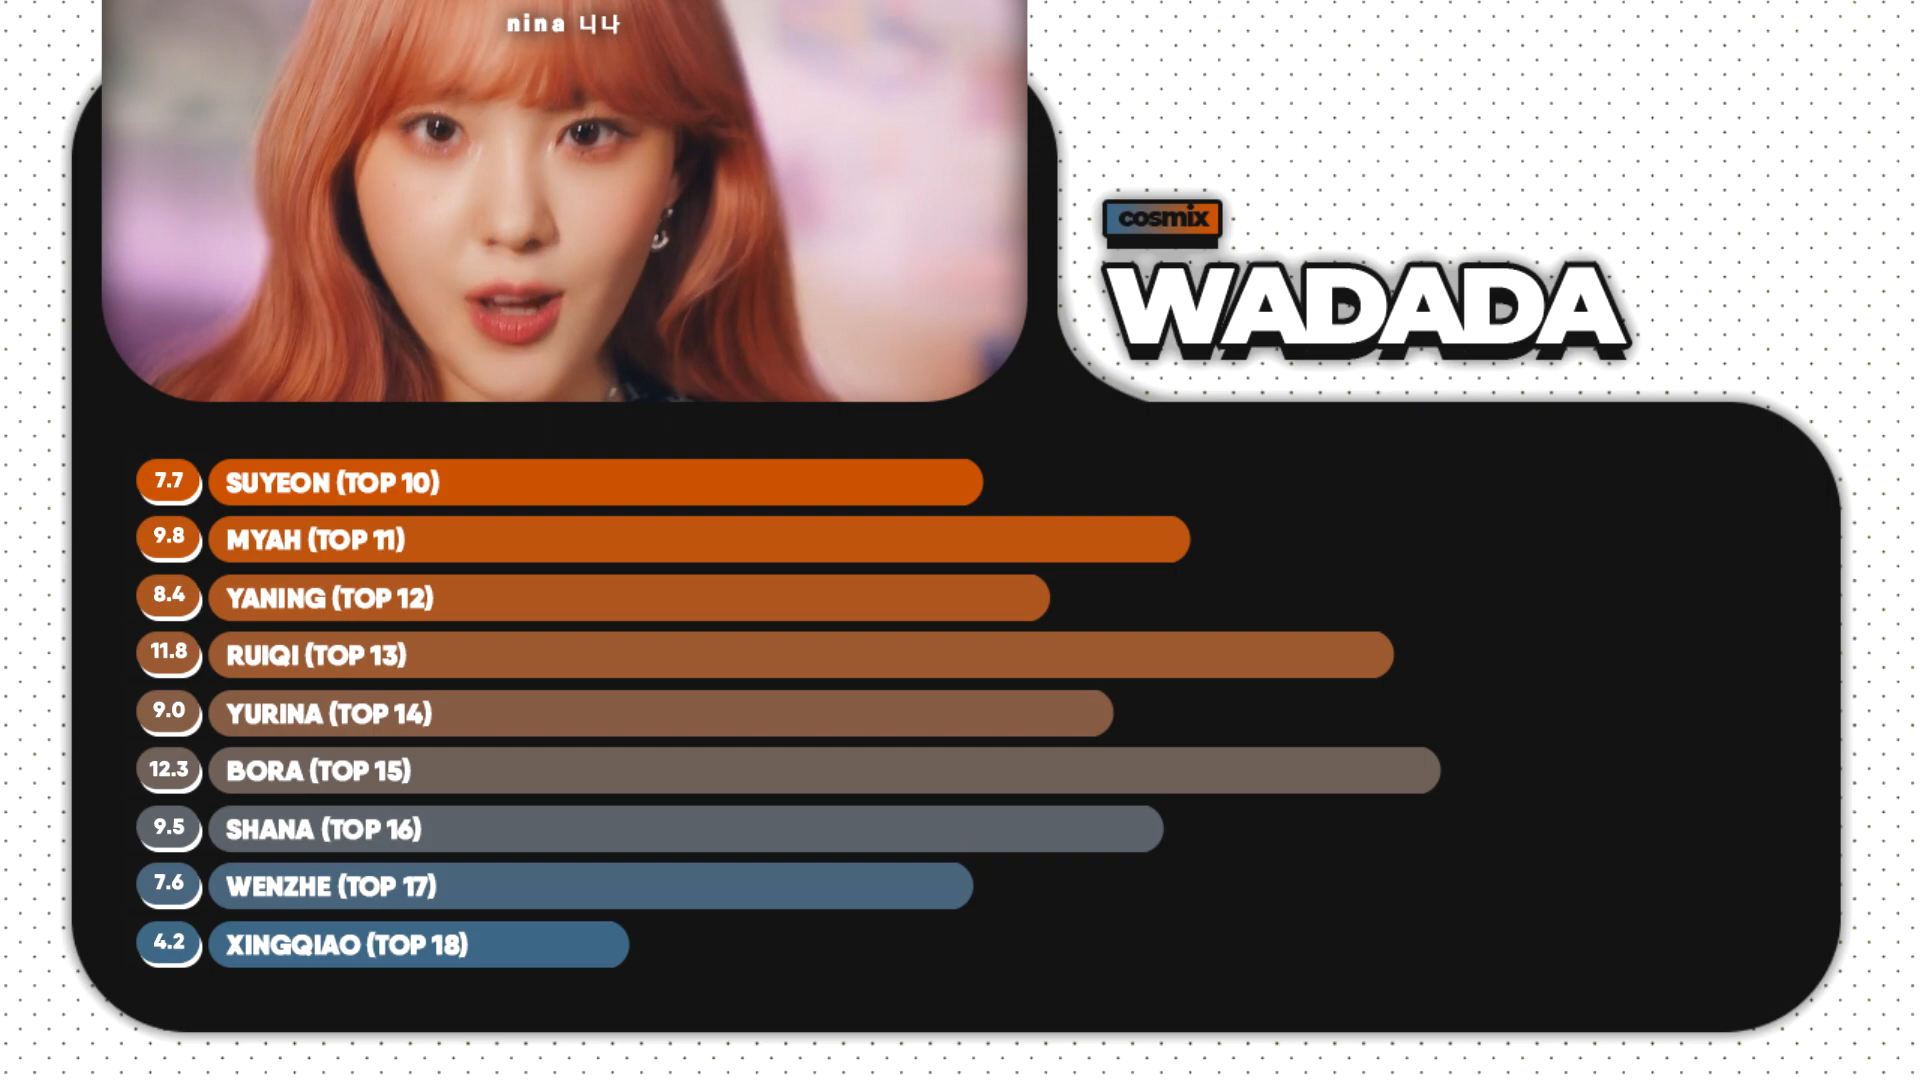 nina 니나
cosmix
WADADA
7.7 SUYEON (TOP 10)
9.8 MYAH (TOP 11)
8.4 YANING (TOP 12)
11.8 RUIQI (TOP 13)
9.0 YURINA (TOP 14)
12.3 BORA (TOP 15)
9.5 SHANA (TOP 16)
7.6 WENZHE (TOP 17)
4.2 XINGQIAO (TOP 18)